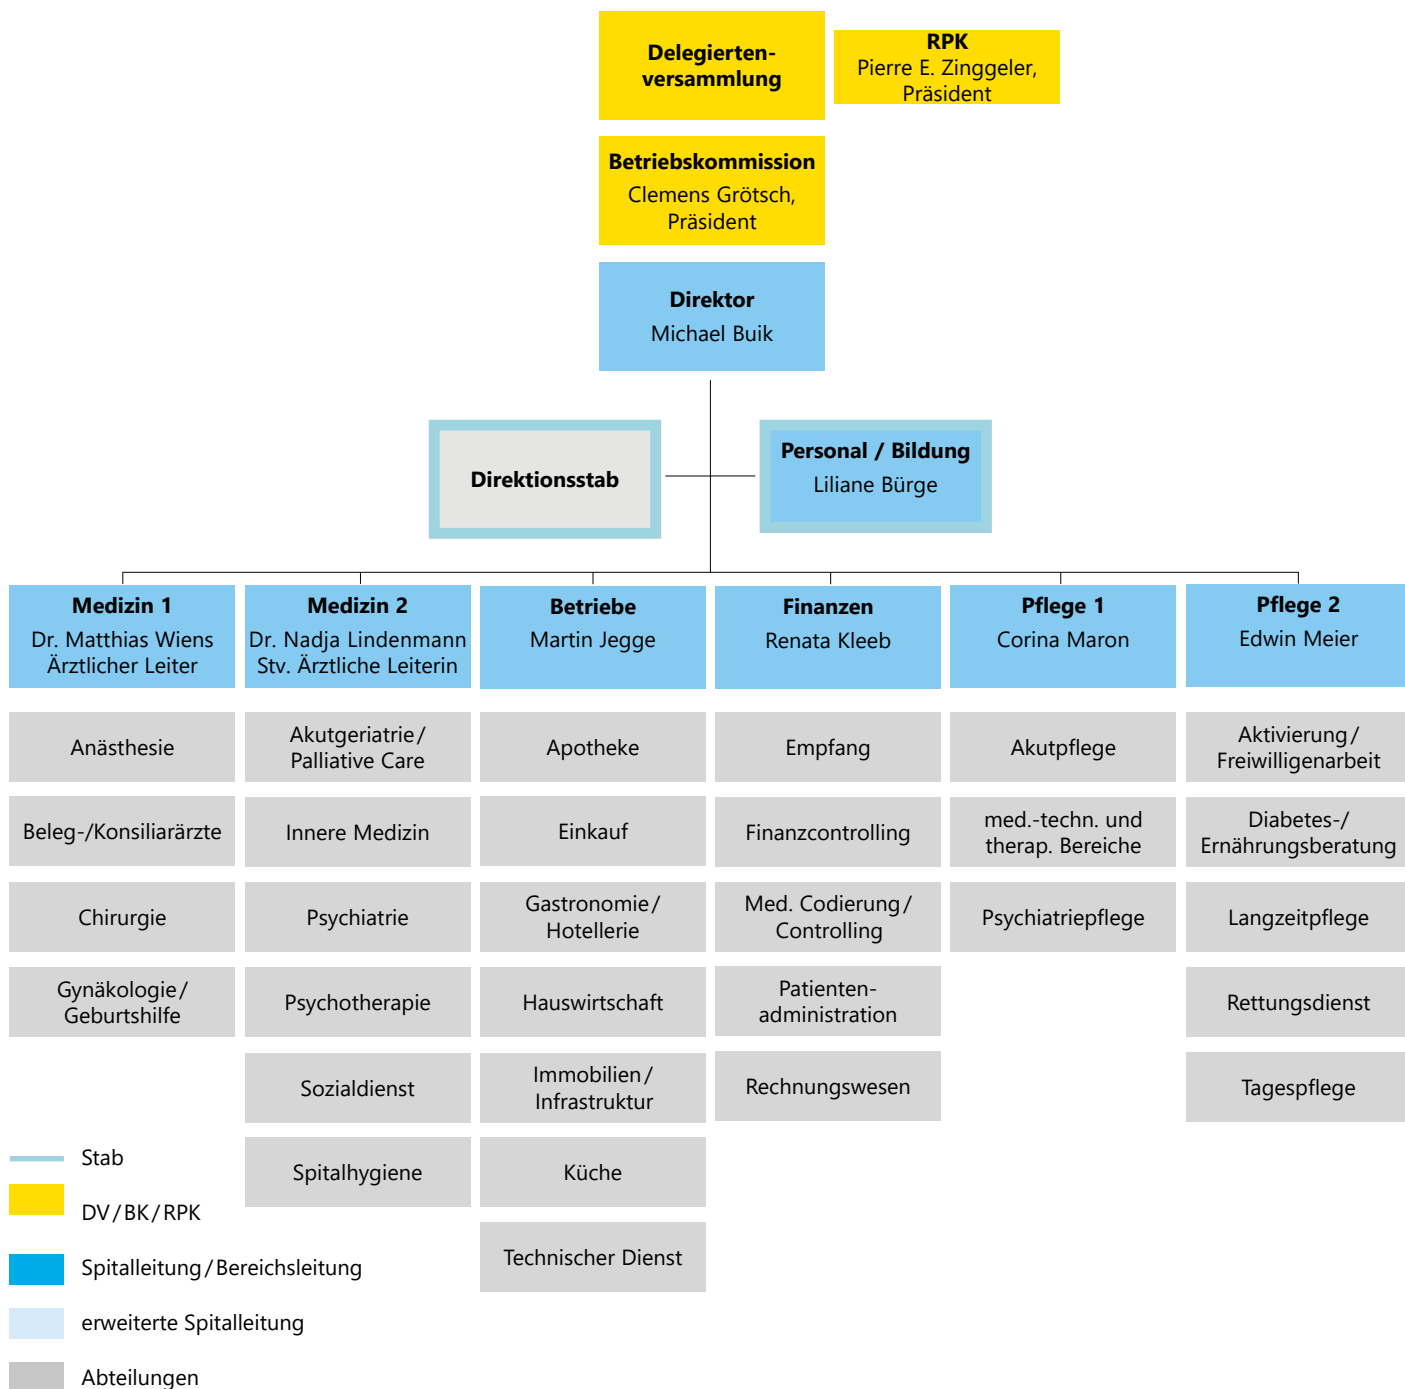 Delegierten-
versammlung
RPK
Pierre E. Zinggeler,
Präsident
Betriebskommission
Clemens Grötsch,
Präsident
Direktor
Michael Buik
Direktionsstab
Personal / Bildung
Liliane Bürge
Medizin 1
Dr. Matthias Wiens
Ärztlicher Leiter
Medizin 2
Dr. Nadja Lindenmann
Stv. Ärztliche Leiterin
Betriebe
Martin Jegge
Finanzen
Renata Kleeb
Pflege 1
Corina Maron
Pflege 2
Edwin Meier
Anästhesie
Beleg-/Konsiliarärzte
Chirurgie
Gynäkologie/
Geburtshilfe
Akutgeriatrie/
Palliative Care
Innere Medizin
Psychiatrie
Psychotherapie
Sozialdienst
Spitalhygiene
Apotheke
Einkauf
Gastronomie/
Hotellerie
Hauswirtschaft
Immobilien/
Infrastruktur
Küche
Technischer Dienst
Empfang
Finanzcontrolling
Med. Codierung/
Controlling
Patienten-
administration
Rechnungswesen
Akutpflege
med.-techn. und
therap. Bereiche
Psychiatriepflege
Aktivierung/
Freiwilligenarbeit
Diabetes-/
Ernährungsberatung
Langzeitpflege
Rettungsdienst
Tagespflege
Stab
DV/BK/RPK
Spitalleitung/Bereichsleitung
erweiterte Spitalleitung
Abteilungen